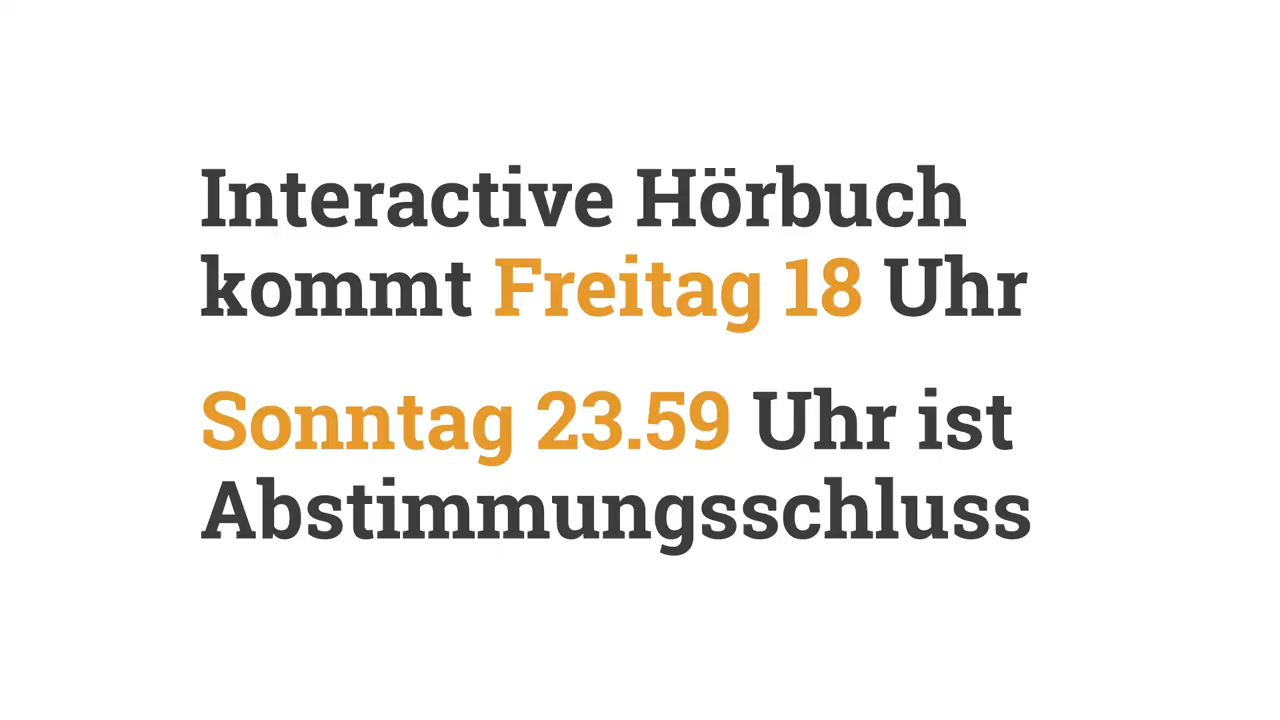 Interactive Hörbuch
kommt Freitag 18 Uhr
Sonntag 23.59 Uhr ist
Abstimmungsschluss